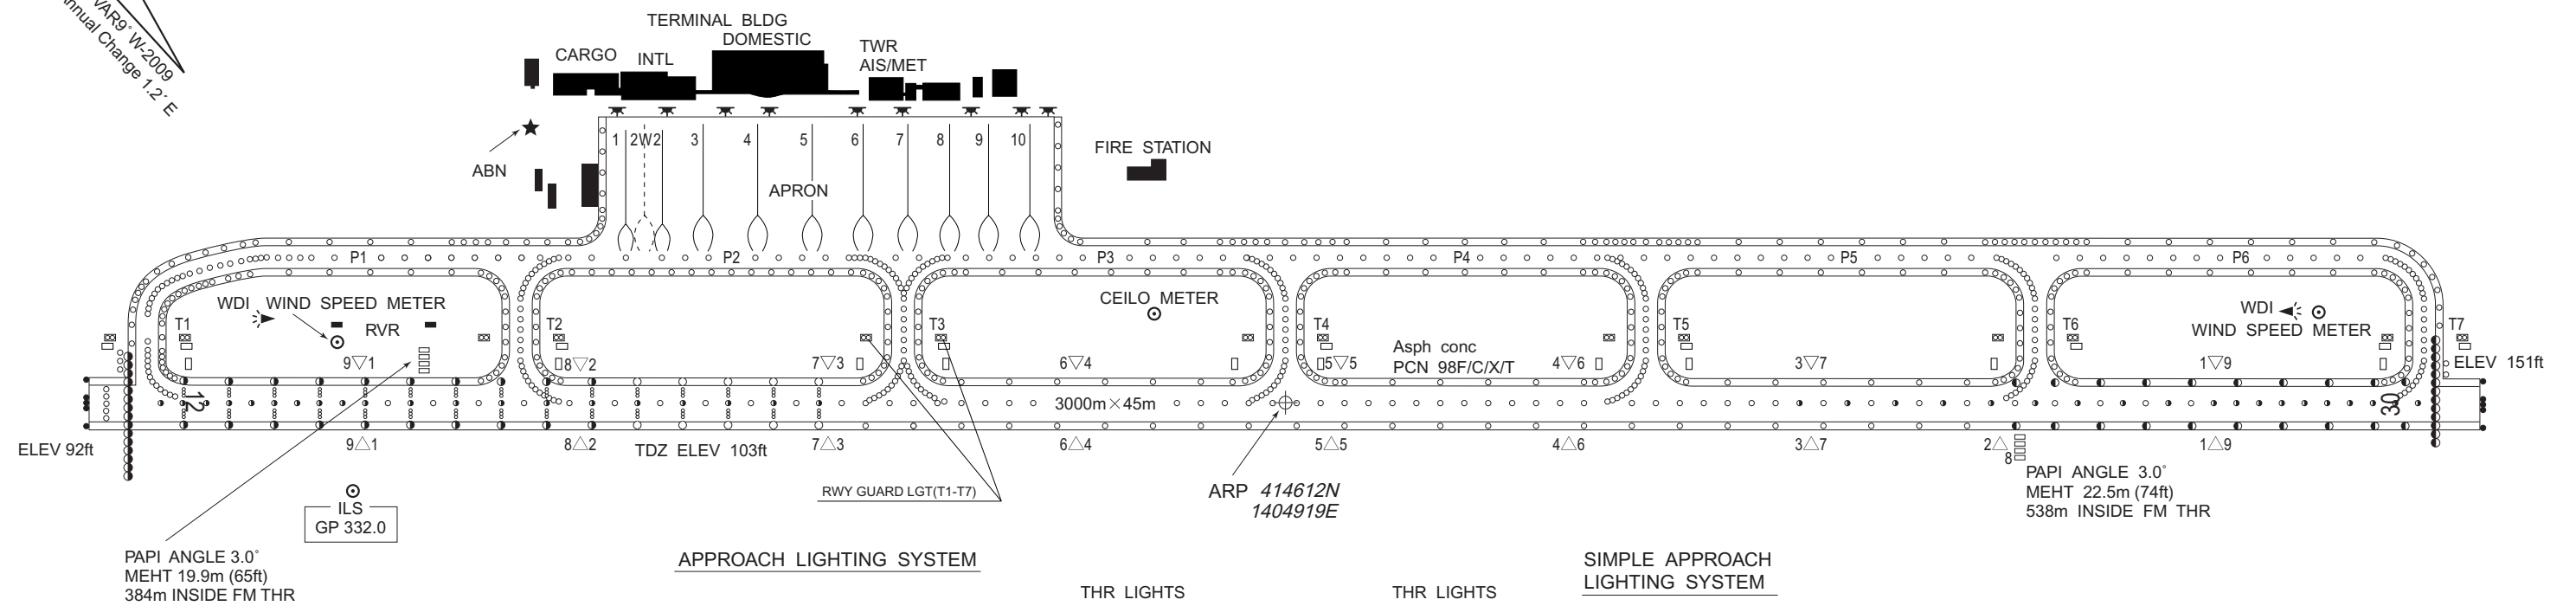 VAR9° W-2009
Annual Change 1.2´ E
TERMINAL BLDG
DOMESTIC
CARGO
INTL
TWR
AIS/MET
ABN
1
2W2
3
4
5
6
7
8
9
10
APRON
FIRE STATION
P1
P2
P3
P4
P5
P6
WDI
WIND SPEED METER
RVR
CEILO METER
WDI
WIND SPEED METER
T1
T2
T3
T4
T5
T6
T7
Asph conc
PCN 98F/C/X/T
9▽1
8▽2
7▽3
6▽4
5▽5
4▽6
3▽7
1▽9
ELEV 151ft
12
3000m×45m
30
ELEV 92ft
9△1
8△2
TDZ ELEV 103ft
7△3
6△4
5△5
4△6
3△7
2△
8
1△9
RWY GUARD LGT(T1-T7)
ARP 414612N
1404919E
PAPI ANGLE 3.0°
MEHT 22.5m (74ft)
538m INSIDE FM THR
ILS
GP 332.0
PAPI ANGLE 3.0°
MEHT 19.9m (65ft)
384m INSIDE FM THR
APPROACH LIGHTING SYSTEM
SIMPLE APPROACH
LIGHTING SYSTEM
THR LIGHTS
THR LIGHTS